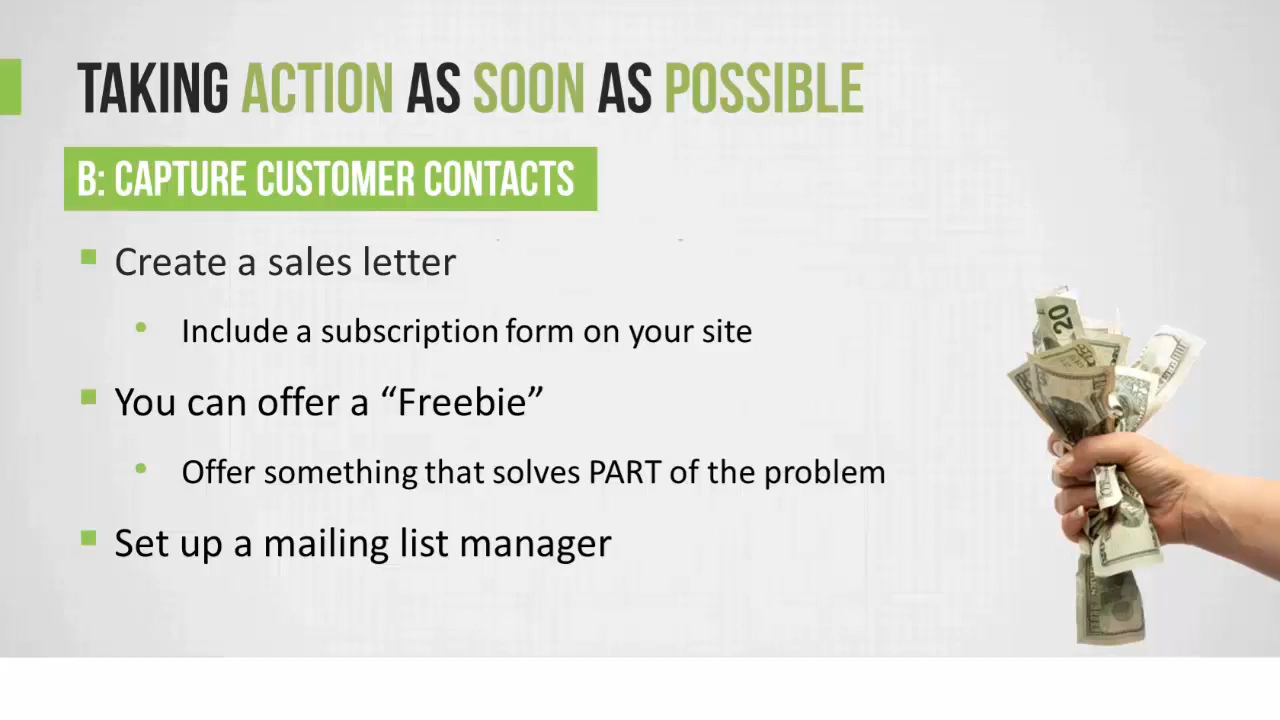 TAKING ACTION AS SOON AS POSSIBLE
B: CAPTURE CUSTOMER CONTACTS
Create a sales letter
Include a subscription form on your site
You can offer a “Freebie”
Offer something that solves PART of the problem
Set up a mailing list manager
20